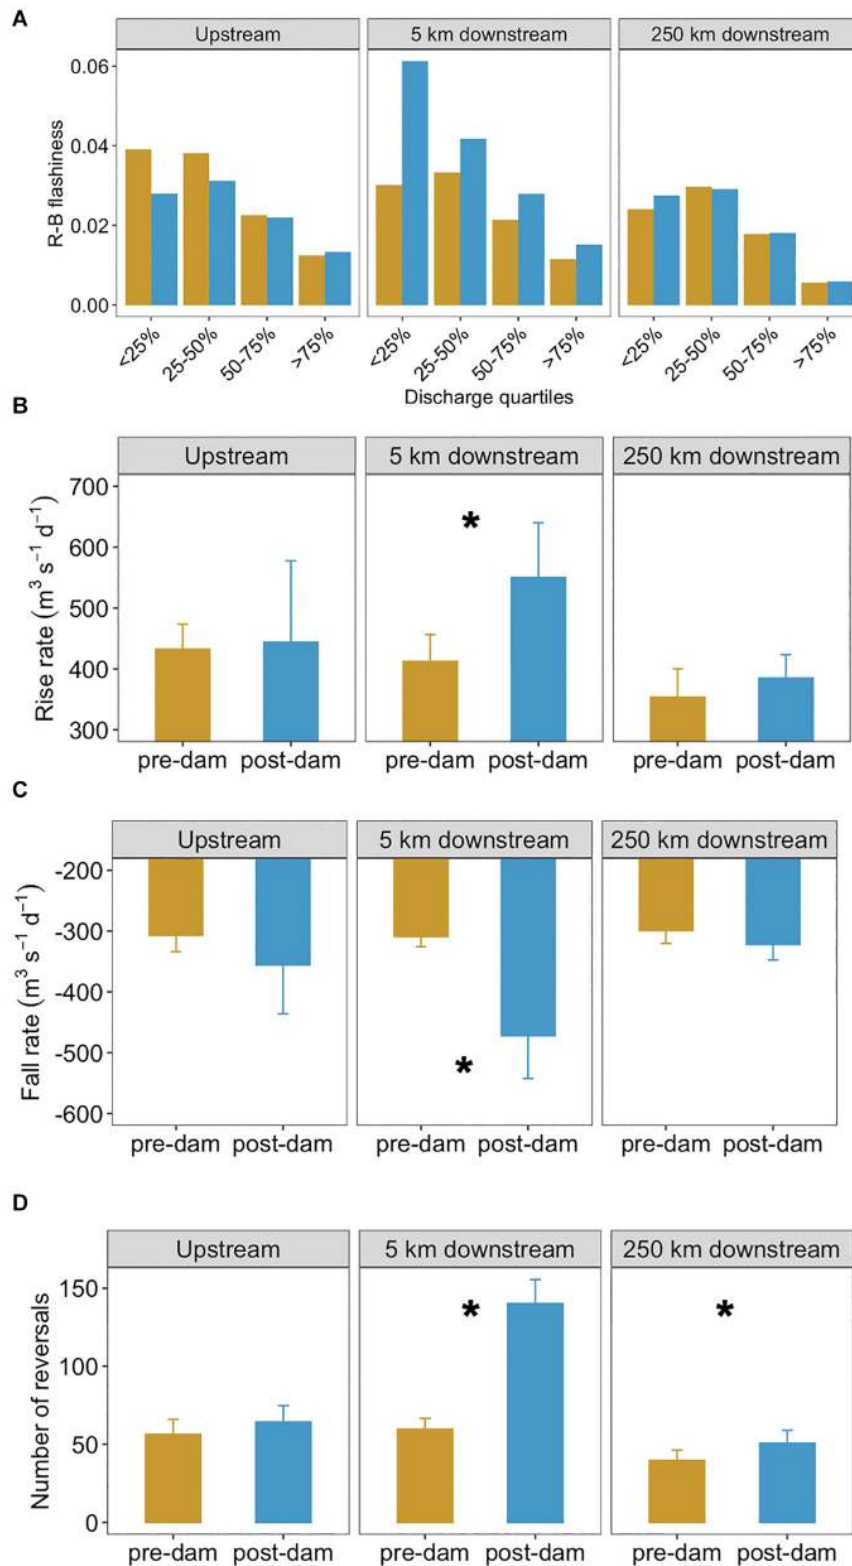 A
Upstream 5 km downstream 250 km downstream
R-B flashiness
0.06
0.04
0.02
0.00
<25% 25-50% 50-75% >75% <25% 25-50% 50-75% >75% <25% 25-50% 50-75% >75%
Discharge quartiles
B
Upstream 5 km downstream 250 km downstream
Rise rate (m³ s⁻¹ d⁻¹)
700
600
500
400
300
*
pre-dam post-dam pre-dam post-dam pre-dam post-dam
C
Upstream 5 km downstream 250 km downstream
Fall rate (m³ s⁻¹ d⁻¹)
-200
-300
-400
-500
-600
*
pre-dam post-dam pre-dam post-dam pre-dam post-dam
D
Upstream 5 km downstream 250 km downstream
Number of reversals
150
100
50
0
* *
pre-dam post-dam pre-dam post-dam pre-dam post-dam